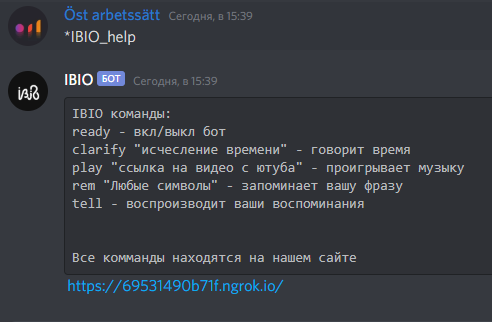 Öst arbetssätt Сегодня, в 15:39
*IBIO_help
IBIO БОТ Сегодня, в 15:39
IBIO команды:
ready - вкл/выкл бот
clarify "исчесление времени" - говорит время
play "ссылка на видео с ютуба" - проигрывает музыку
rem "Любые символы" - запоминает вашу фразу
tell - воспроизводит ваши воспоминания
Все комманды находятся на нашем сайте
https://69531490b71f.ngrok.io/